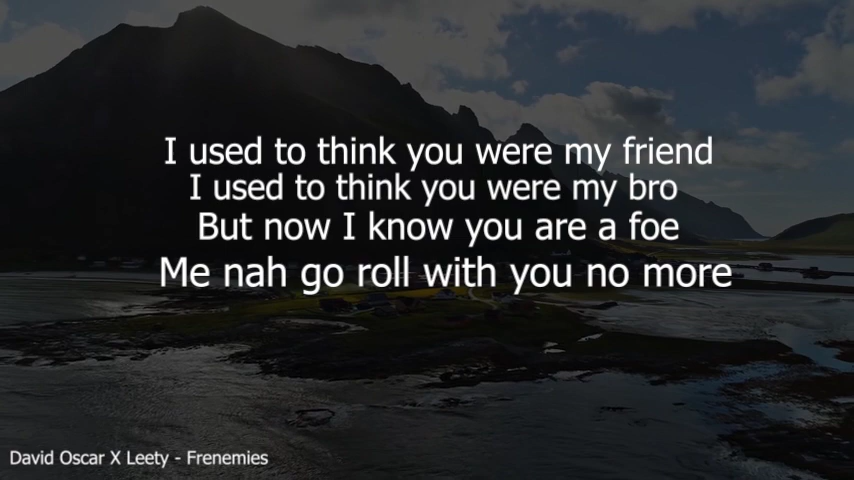 I used to think you were my friend
I used to think you were my bro
But now I know you are a foe
Me nah go roll with you no more
David Oscar X Leety - Frenemies